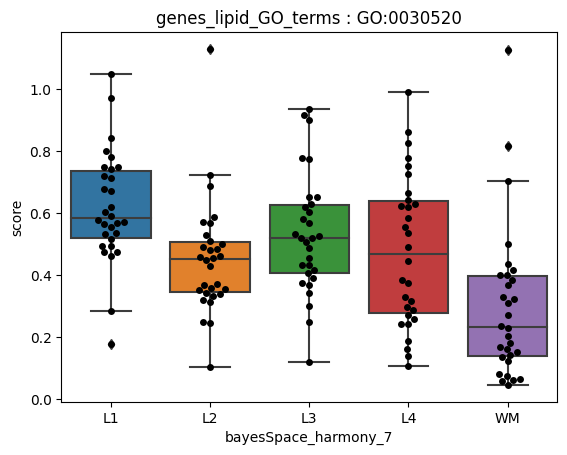 genes_lipid_GO_terms : GO:0030520
score
1.0
0.8
0.6
0.4
0.2
0.0
L1 L2 L3 L4 WM
bayesSpace_harmony_7